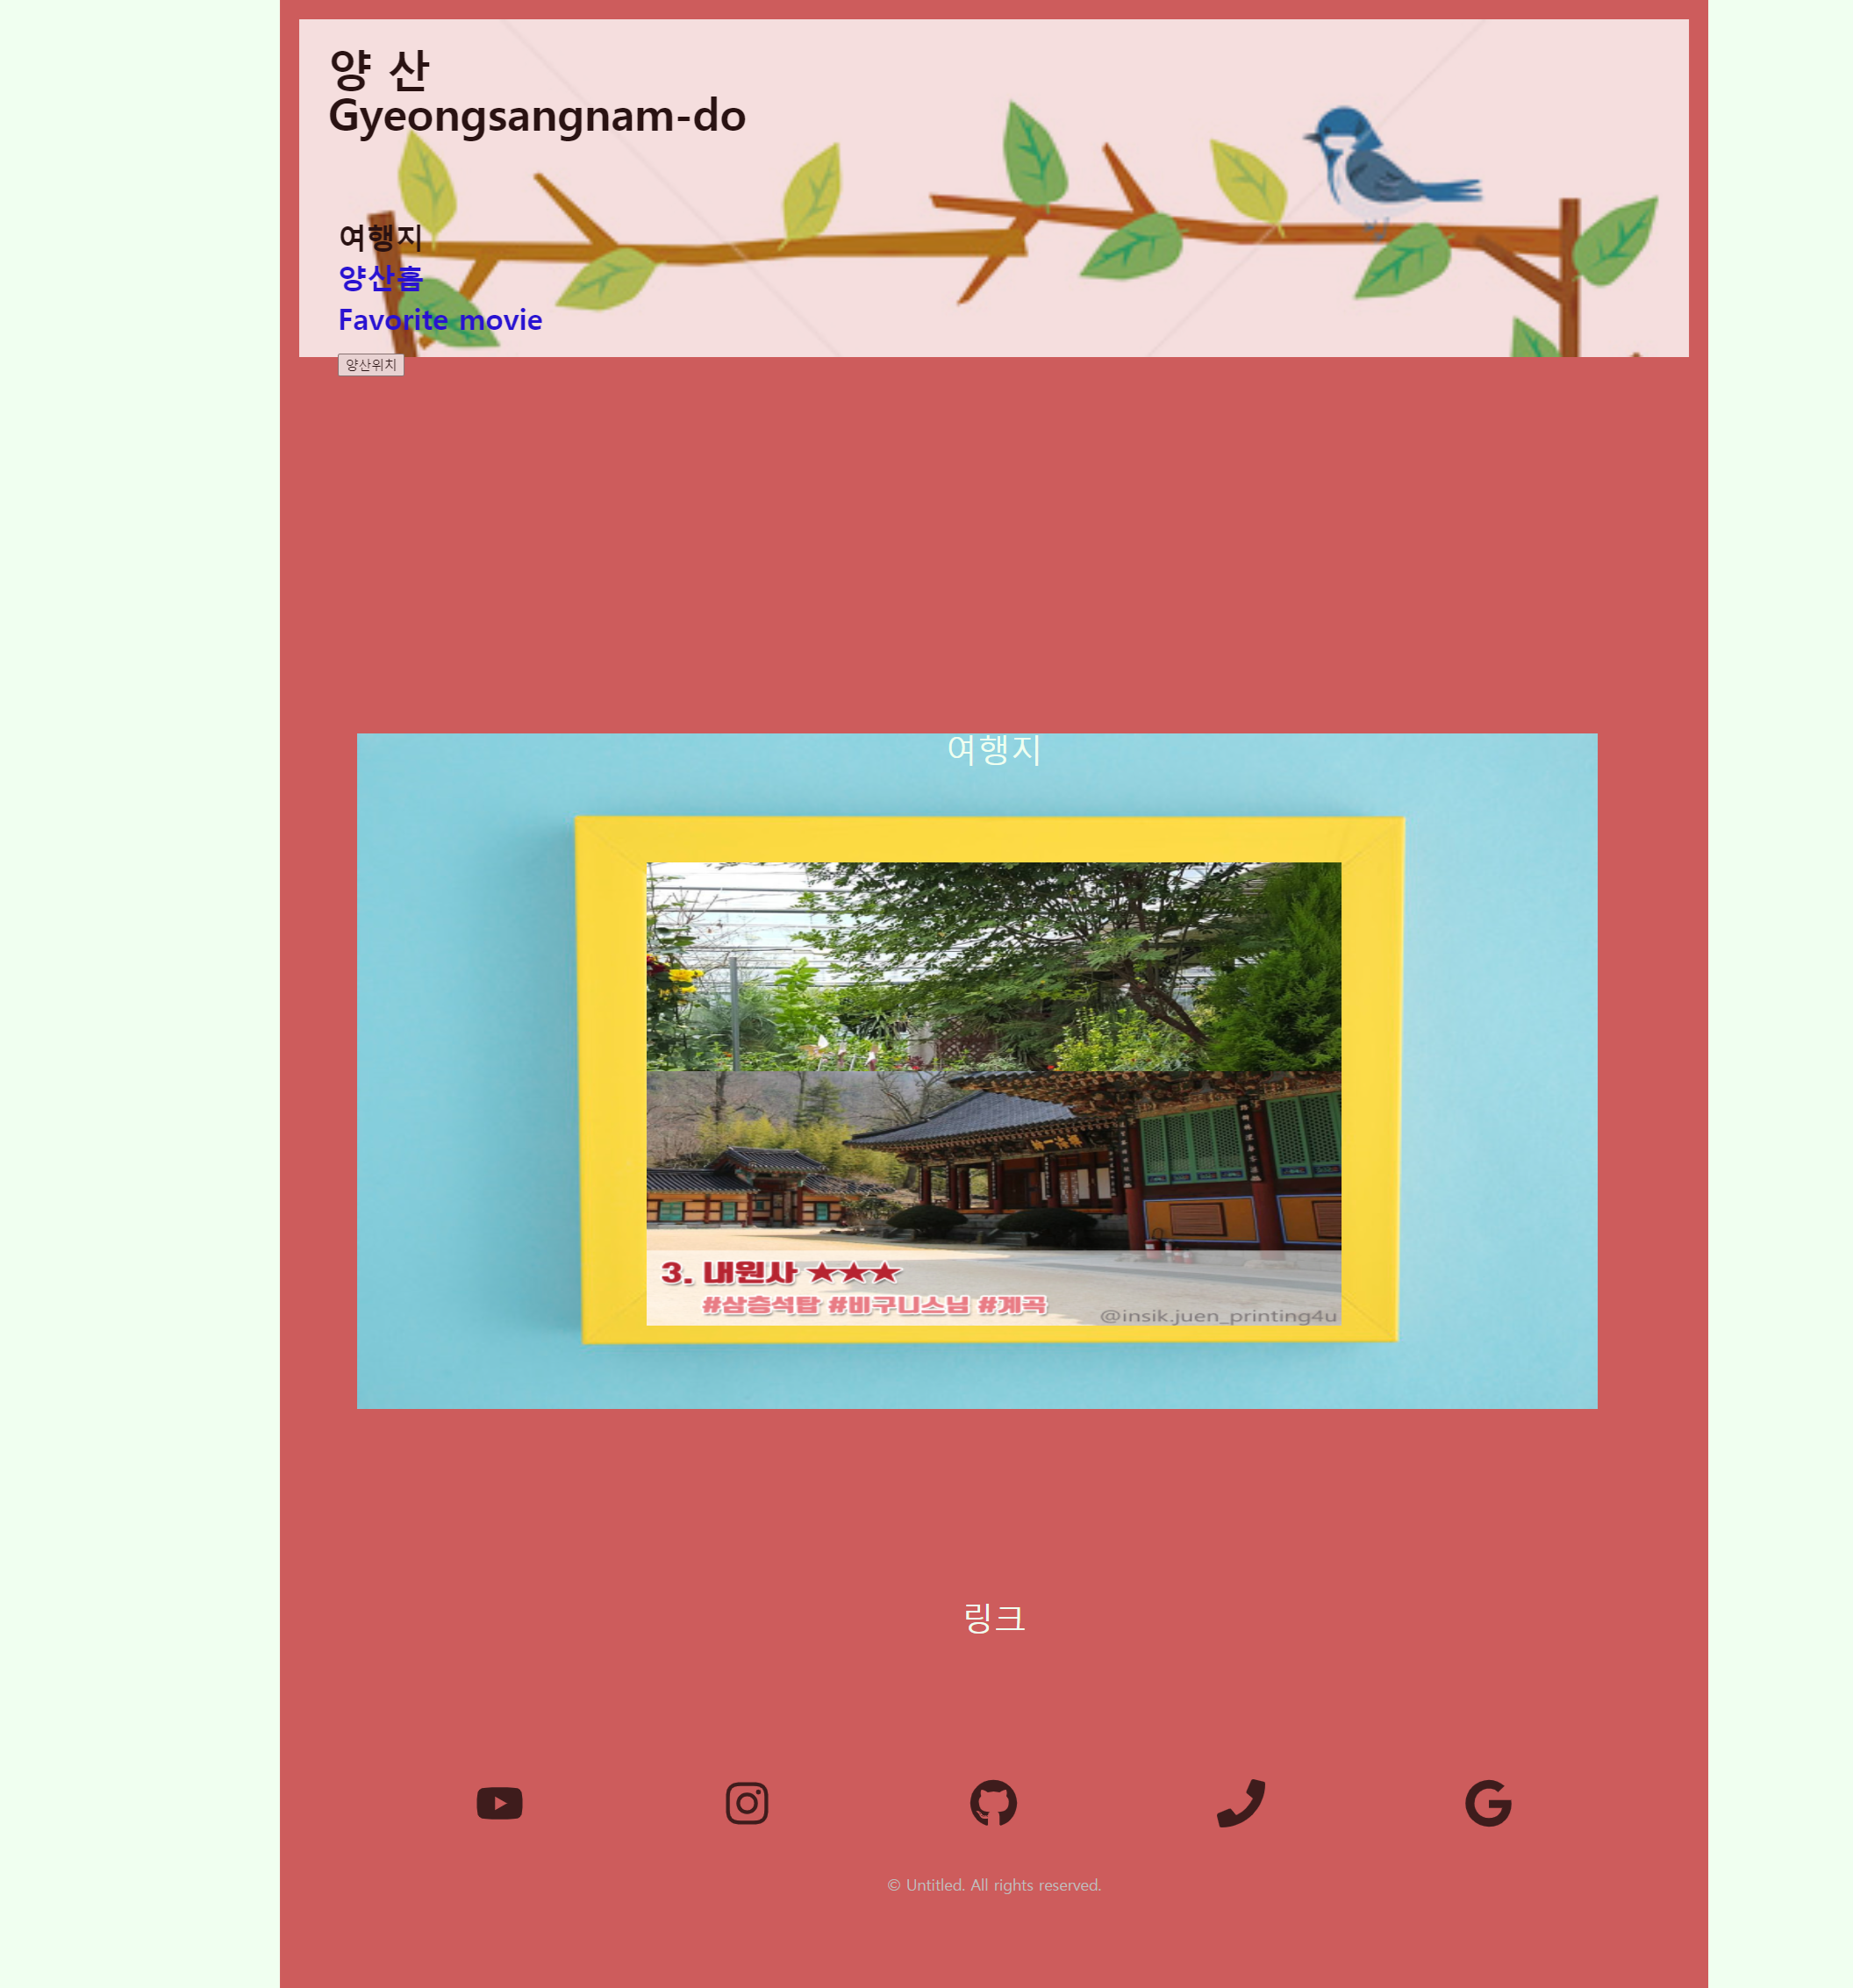 양 산
Gyeongsangnam-do
여행지
양산홈
Favorite movie
양산위치
여행지
3. 내원사 ★★★
#삼층석탑 #비구니스님 #계곡
@insik.juen_printing4u
링크
© Untitled. All rights reserved.